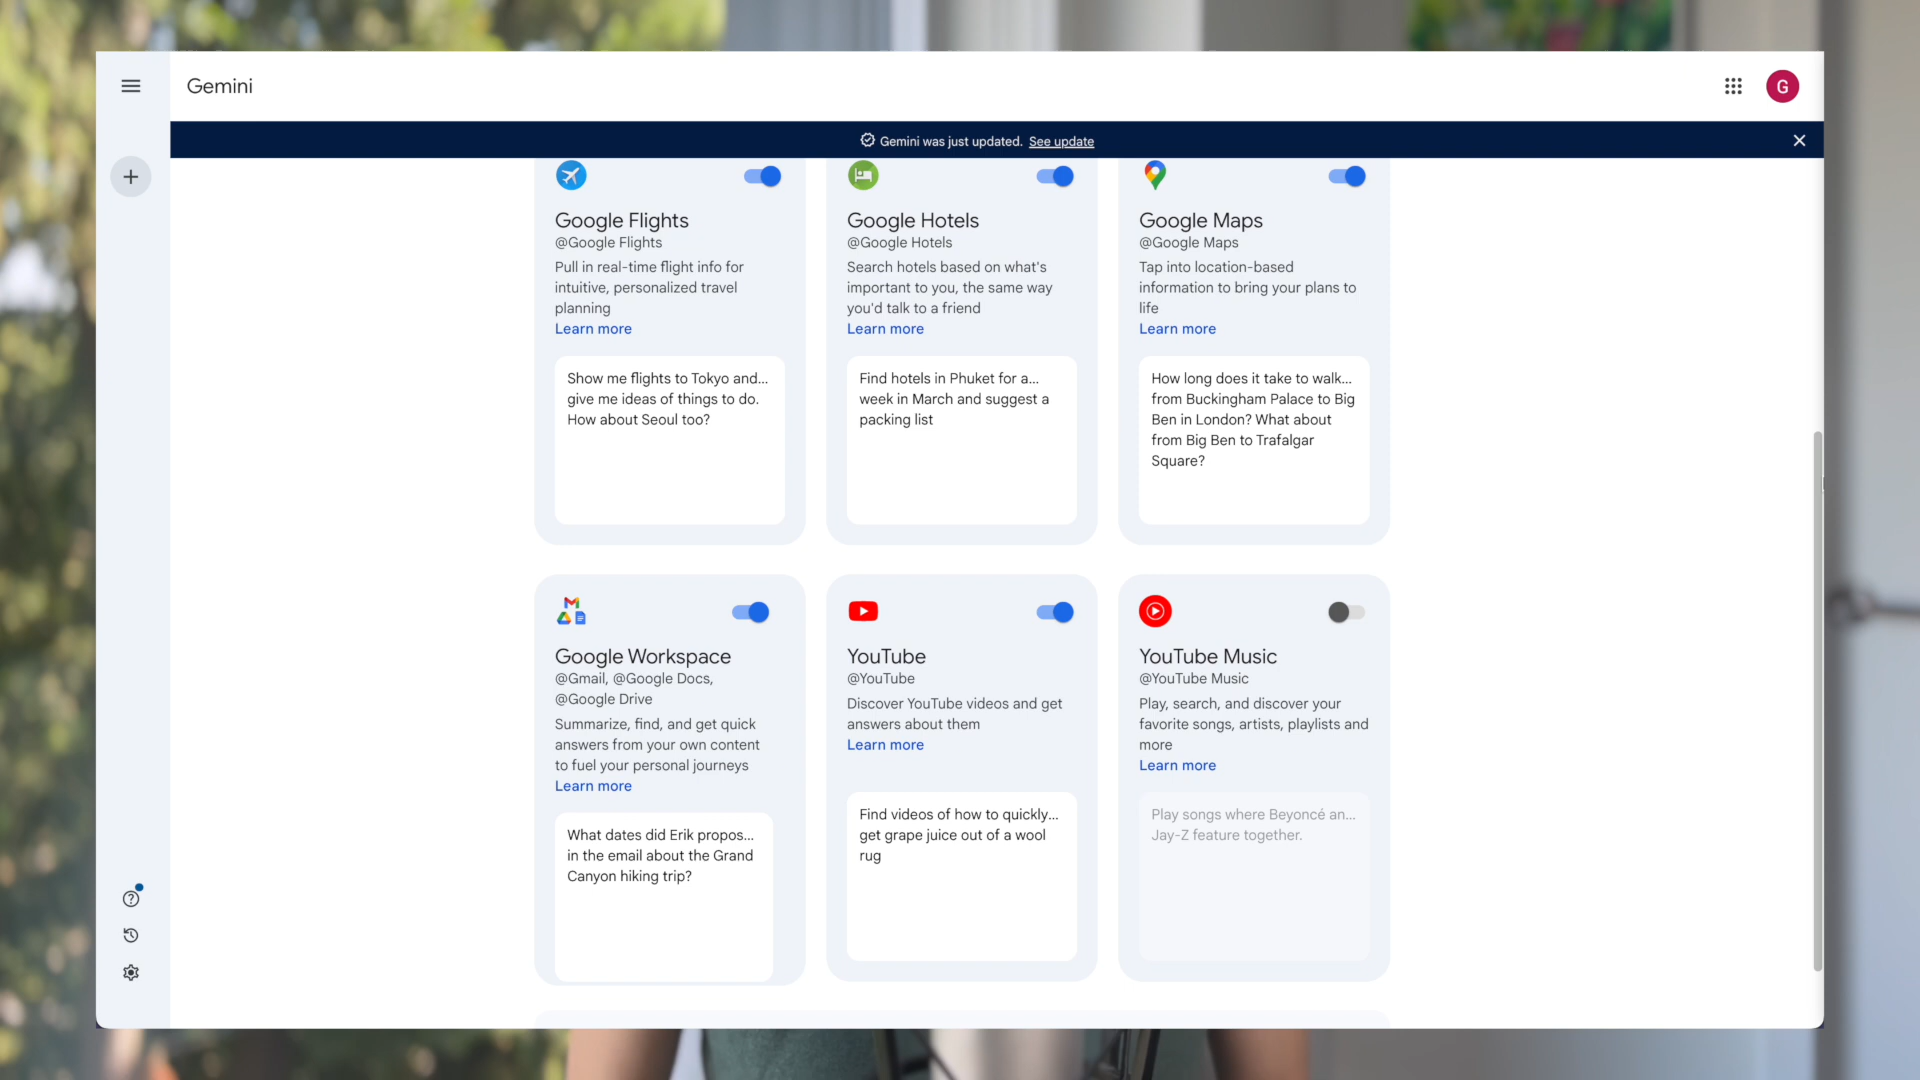 Gemini
G
Gemini was just updated. See update
Google Flights
@Google Flights
Pull in real-time flight info for
intuitive, personalized travel
planning
Learn more
Show me flights to Tokyo and...
give me ideas of things to do.
How about Seoul too?
Google Hotels
@Google Hotels
Search hotels based on what's
important to you, the same way
you'd talk to a friend
Learn more
Find hotels in Phuket for a...
week in March and suggest a
packing list
Google Maps
@Google Maps
Tap into location-based
information to bring your plans to
life
Learn more
How long does it take to walk...
from Buckingham Palace to Big
Ben in London? What about
from Big Ben to Trafalgar
Square?
Google Workspace
@Gmail, @Google Docs,
@Google Drive
Summarize, find, and get quick
answers from your own content
to fuel your personal journeys
Learn more
What dates did Erik propos...
in the email about the Grand
Canyon hiking trip?
YouTube
@YouTube
Discover YouTube videos and get
answers about them
Learn more
Find videos of how to quickly...
get grape juice out of a wool
rug
YouTube Music
@YouTube Music
Play, search, and discover your
favorite songs, artists, playlists and
more
Learn more
Play songs where Beyoncé an...
Jay-Z feature together.